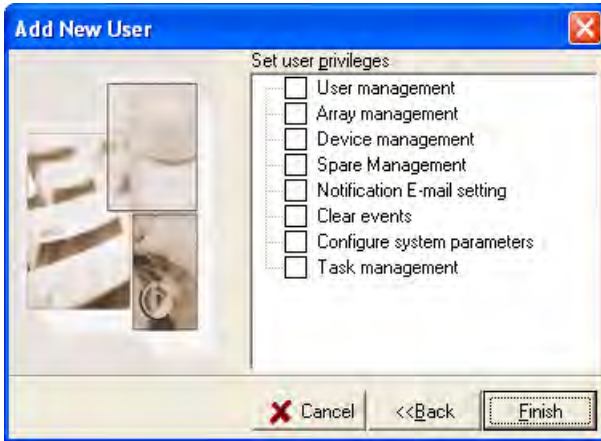 Add New User
Set user privileges
User management
Array management
Device management
Spare Management
Notification E-mail setting
Clear events
Configure system parameters
Task management
Cancel
<<Back
Finish